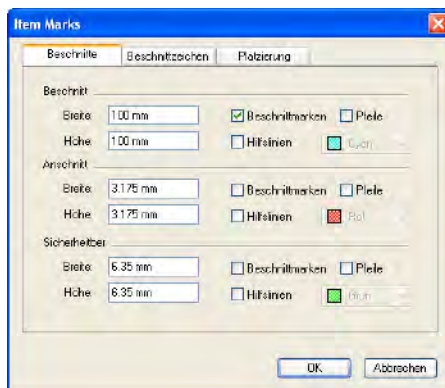 Item Marks
Beschnitte Beschnittzeichen Platzierung
Beschnitt
Breite: 100 mm Beschnittmarken Pfeile
Höhe: 100 mm Hilfslinien Cyan
Anschnitt
Breite: 3.175 mm Beschnittmarken Pfeile
Höhe: 3.175 mm Hilfslinien Rot
Sicherheitber
Breite: 6.35 mm Beschnittmarken Pfeile
Höhe: 6.35 mm Hilfslinien Grün
OK Abbrechen